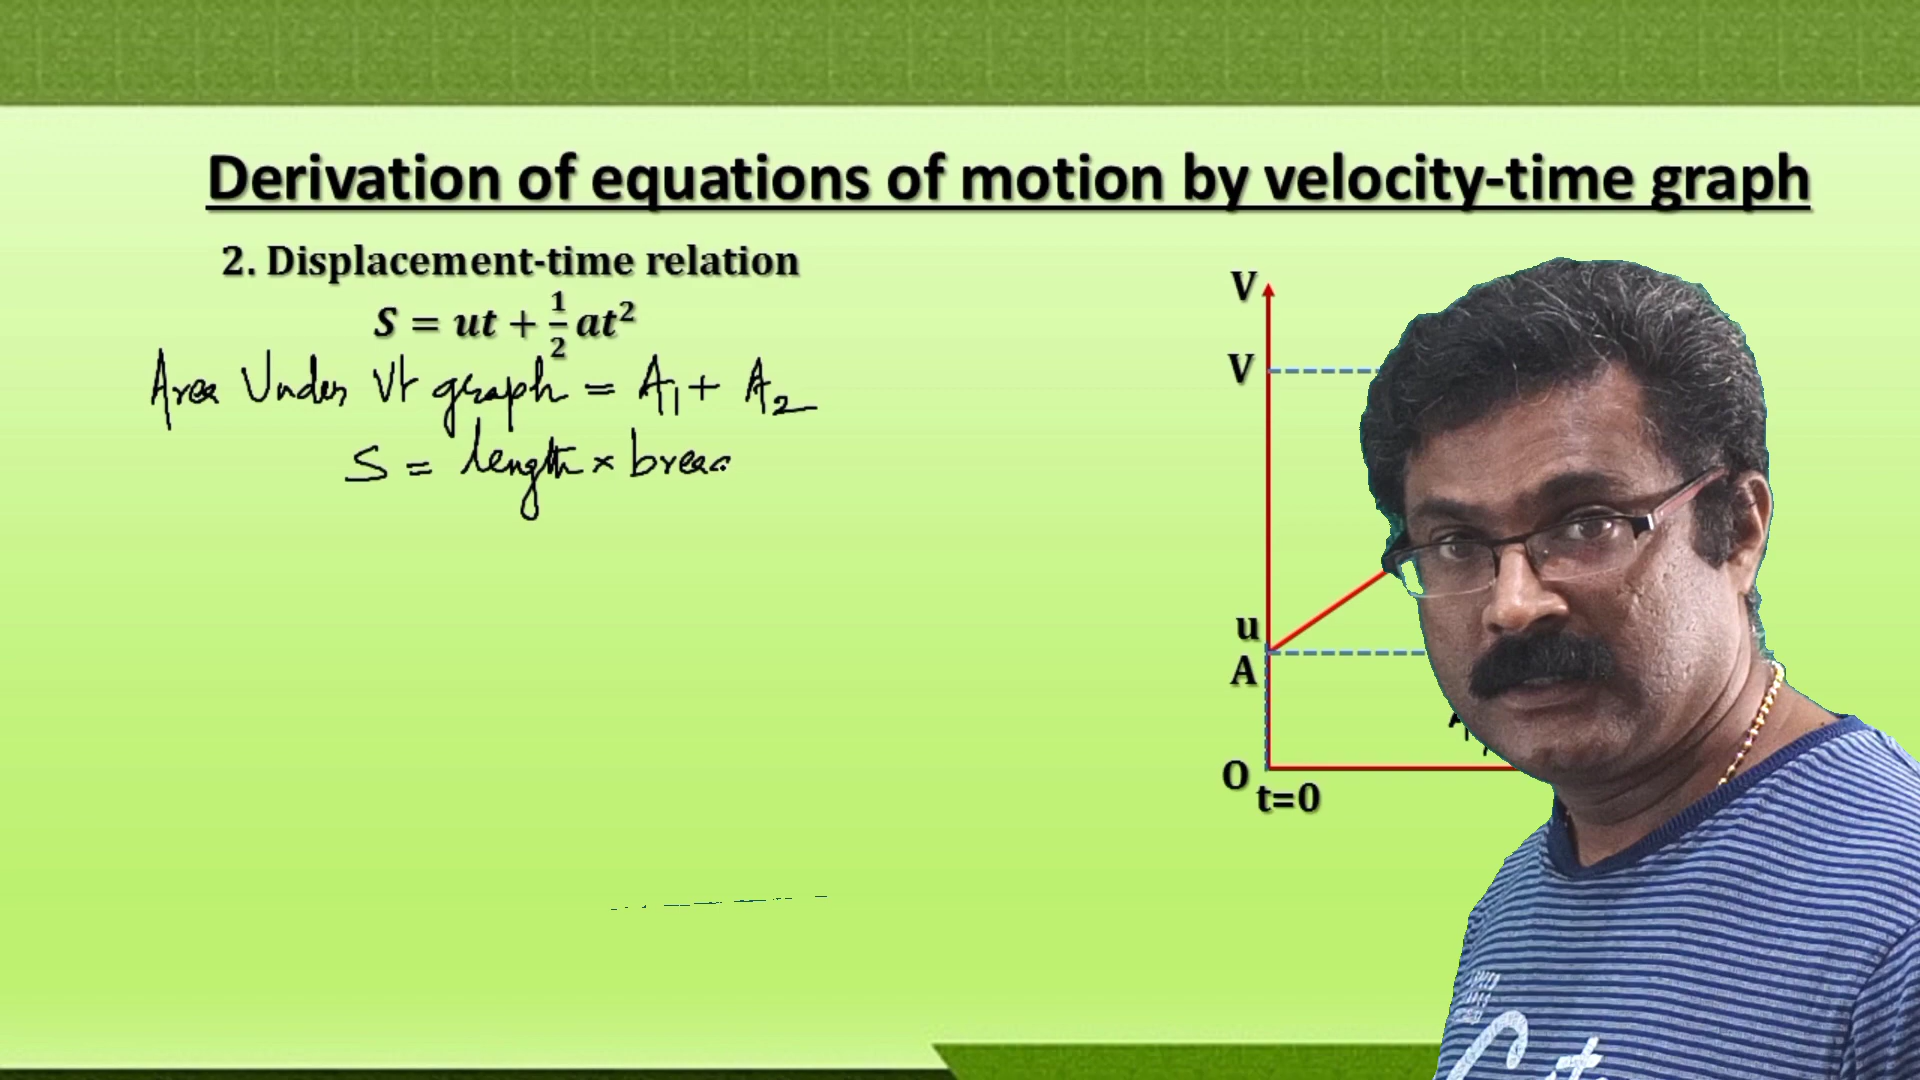 Derivation of equations of motion by velocity-time graph
2. Displacement-time relation
S = ut + 1/2 at²
Area Under Vt graph = A₁ + A₂
S = length × brea
V
V
u
A
O
t=0